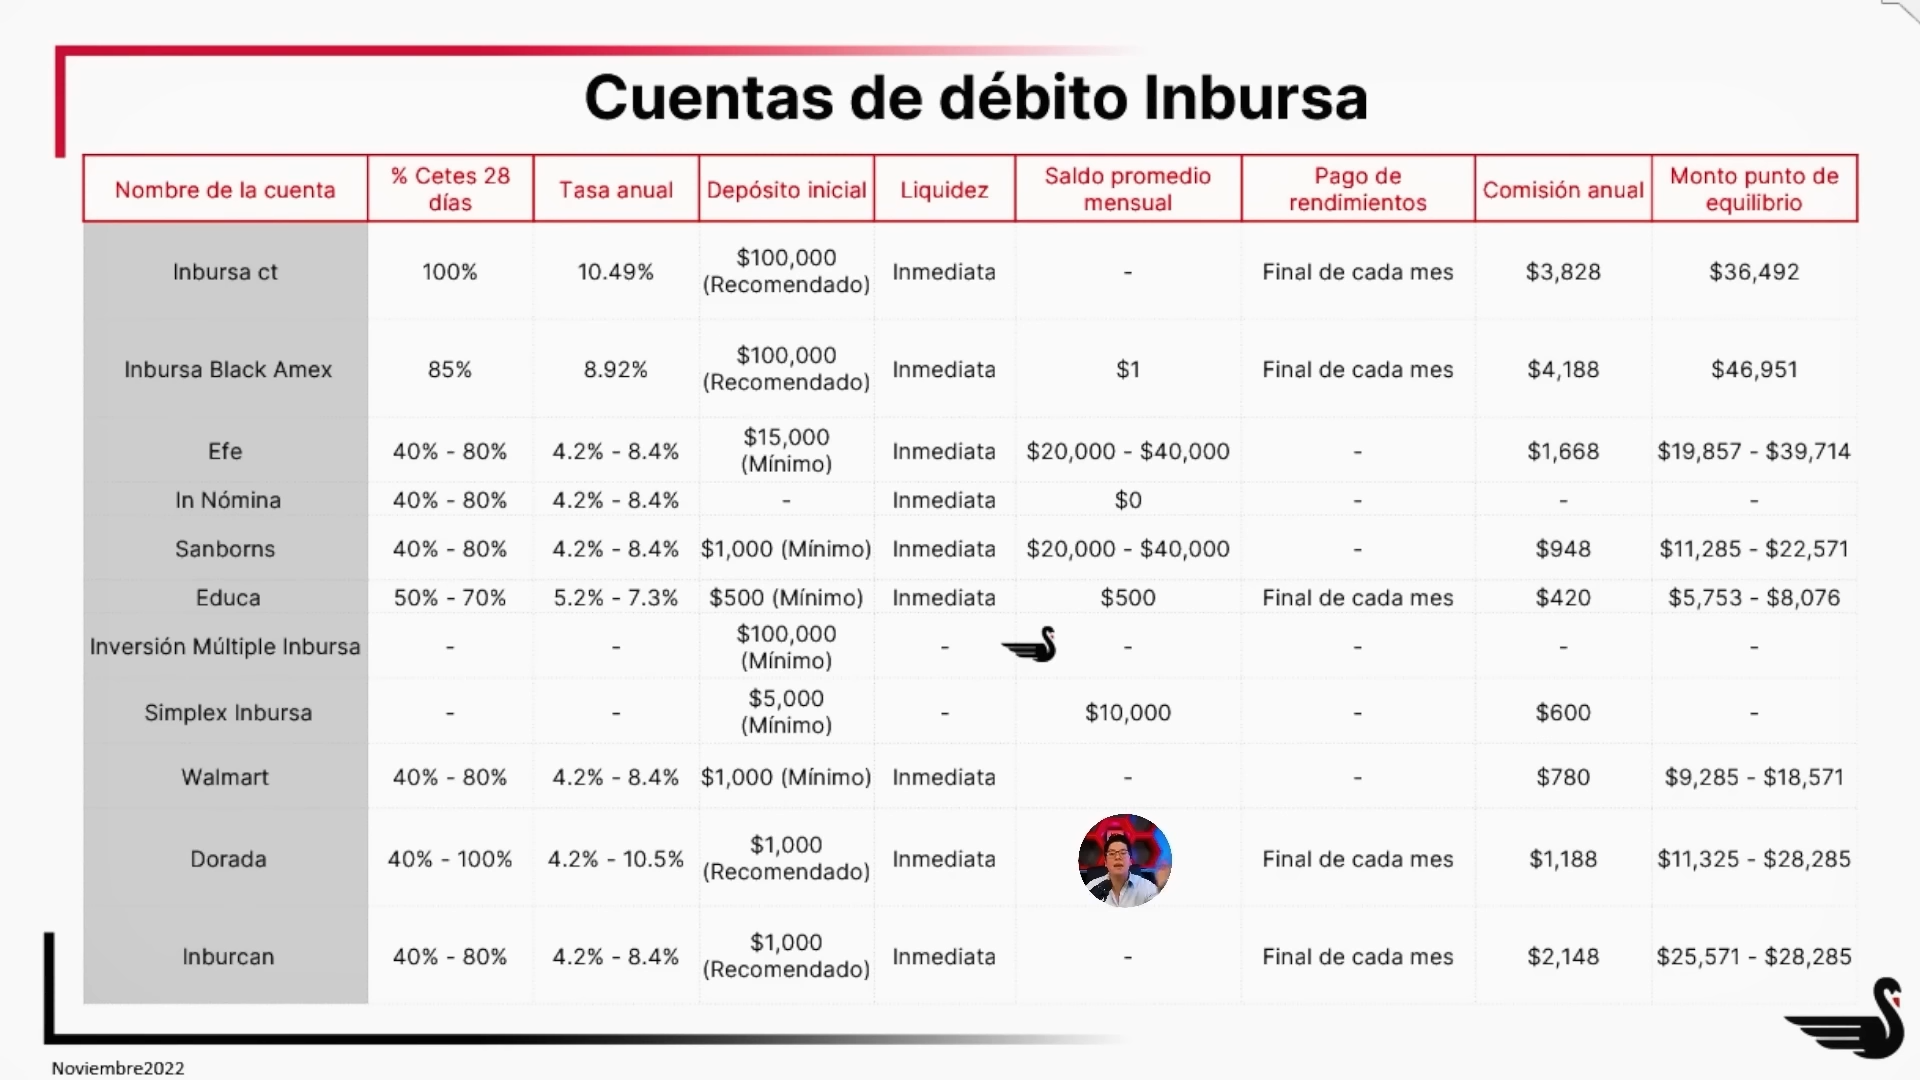 Cuentas de débito Inbursa
Nombre de la cuenta
% Cetes 28
días
Tasa anual
Depósito inicial
Liquidez
Saldo promedio
mensual
Pago de
rendimientos
Comisión anual
Monto punto de
equilibrio
Inbursa ct
100%
10.49%
$100,000
(Recomendado)
Inmediata
-
Final de cada mes
$3,828
$36,492
Inbursa Black Amex
85%
8.92%
$100,000
(Recomendado)
Inmediata
$1
Final de cada mes
$4,188
$46,951
Efe
40% - 80%
4.2% - 8.4%
$15,000
(Mínimo)
Inmediata
$20,000 - $40,000
-
$1,668
$19,857 - $39,714
In Nómina
40% - 80%
4.2% - 8.4%
-
Inmediata
$0
-
-
-
Sanborns
40% - 80%
4.2% - 8.4%
$1,000 (Mínimo)
Inmediata
$20,000 - $40,000
-
$948
$11,285 - $22,571
Educa
50% - 70%
5.2% - 7.3%
$500 (Mínimo)
Inmediata
$500
Final de cada mes
$420
$5,753 - $8,076
Inversión Múltiple Inbursa
-
-
$100,000
(Mínimo)
-
-
-
-
-
Simplex Inbursa
-
-
$5,000
(Mínimo)
-
$10,000
-
$600
-
Walmart
40% - 80%
4.2% - 8.4%
$1,000 (Mínimo)
Inmediata
-
-
$780
$9,285 - $18,571
Dorada
40% - 100%
4.2% - 10.5%
$1,000
(Recomendado)
Inmediata
Final de cada mes
$1,188
$11,325 - $28,285
Inburcan
40% - 80%
4.2% - 8.4%
$1,000
(Recomendado)
Inmediata
-
Final de cada mes
$2,148
$25,571 - $28,285
Noviembre2022